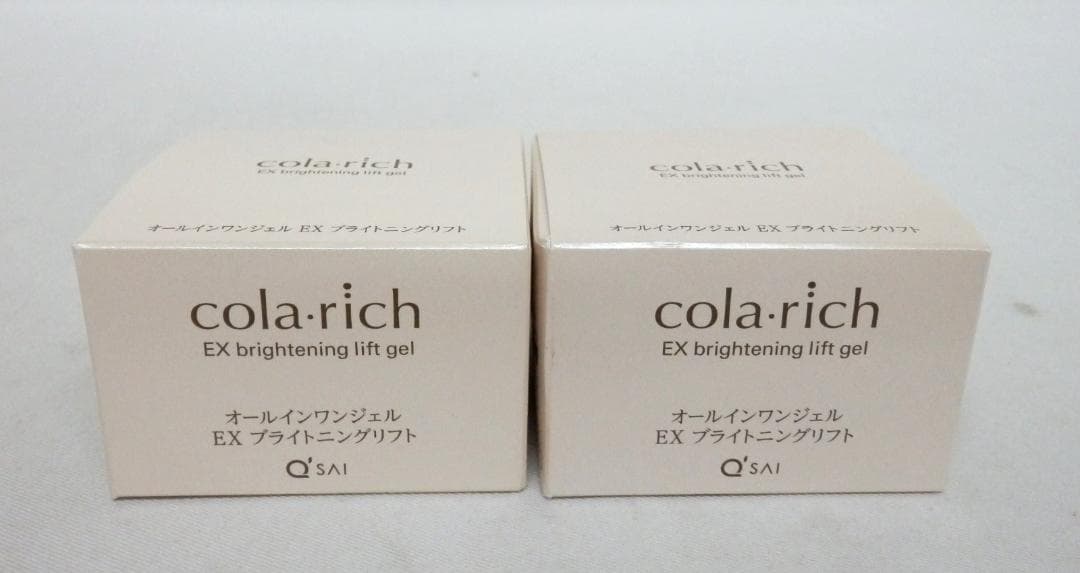 cola·rich
EX brightening lift gel
オールインワンジェル EX ブライトニングリフト
cola·rich
EX brightening lift gel
オールインワンジェル
EX ブライトニングリフト
Q'SAI
cola·rich
EX brightening lift gel
オールインワンジェル EX ブライトニングリフト
cola·rich
EX brightening lift gel
オールインワンジェル
EX ブライトニングリフト
Q'SAI